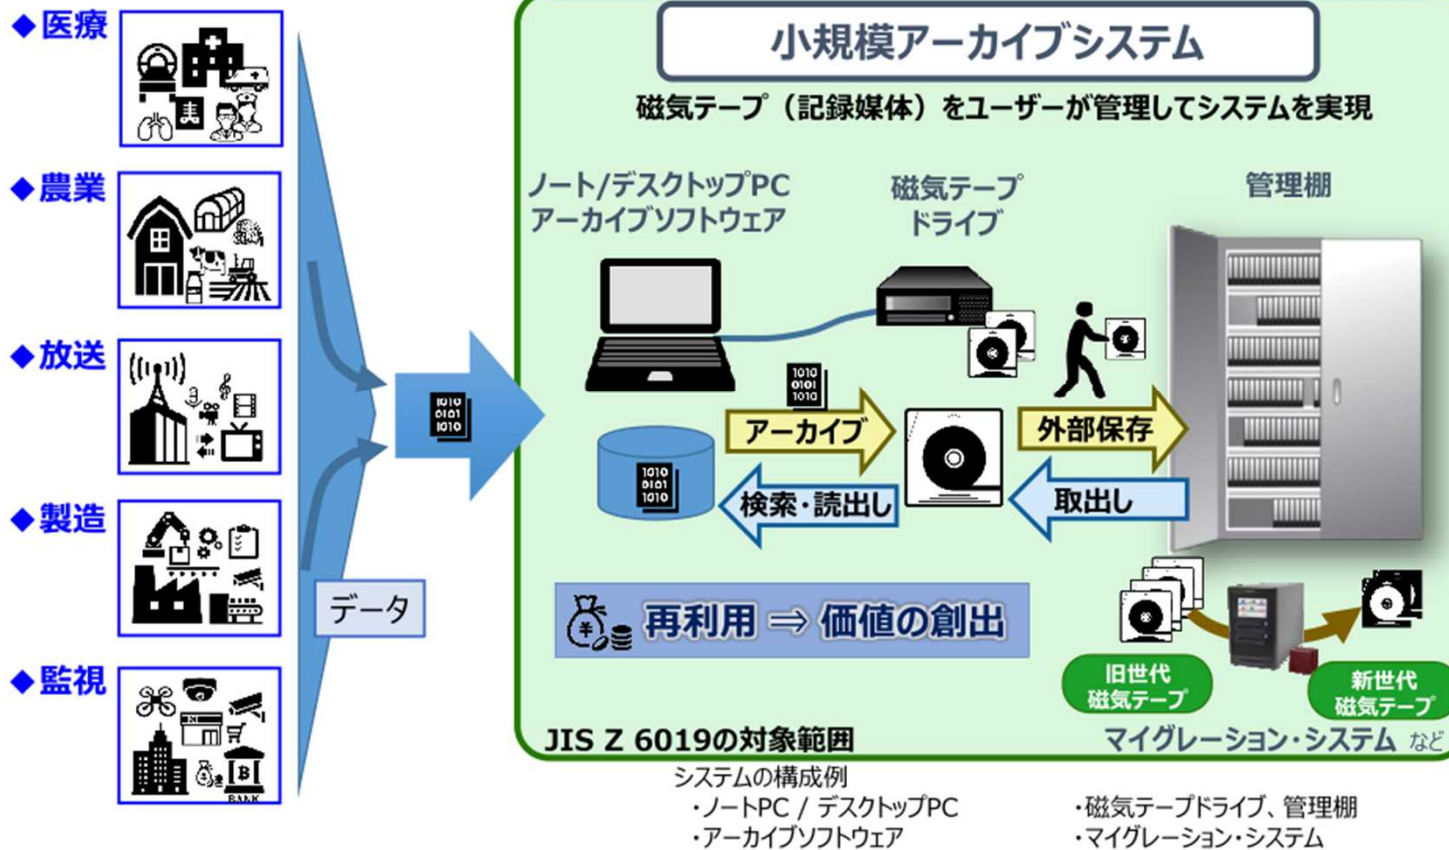 ◆医療
◆農業
◆放送
◆製造
◆監視
BANK
データ
1010
0101
1010
小規模アーカイブシステム
磁気テープ（記録媒体）をユーザーが管理してシステムを実現
ノート/デスクトップPC
アーカイブソフトウェア
磁気テープ
ドライブ
管理棚
1010
0101
1010
アーカイブ
外部保存
1010
0101
1010
検索・読出し
取出し
再利用 ⇒ 価値の創出
旧世代
磁気テープ
新世代
磁気テープ
JIS Z 6019の対象範囲
マイグレーション・システム など
システムの構成例
・ノートPC / デスクトップPC
・アーカイブソフトウェア
・磁気テープドライブ、管理棚
・マイグレーション・システム